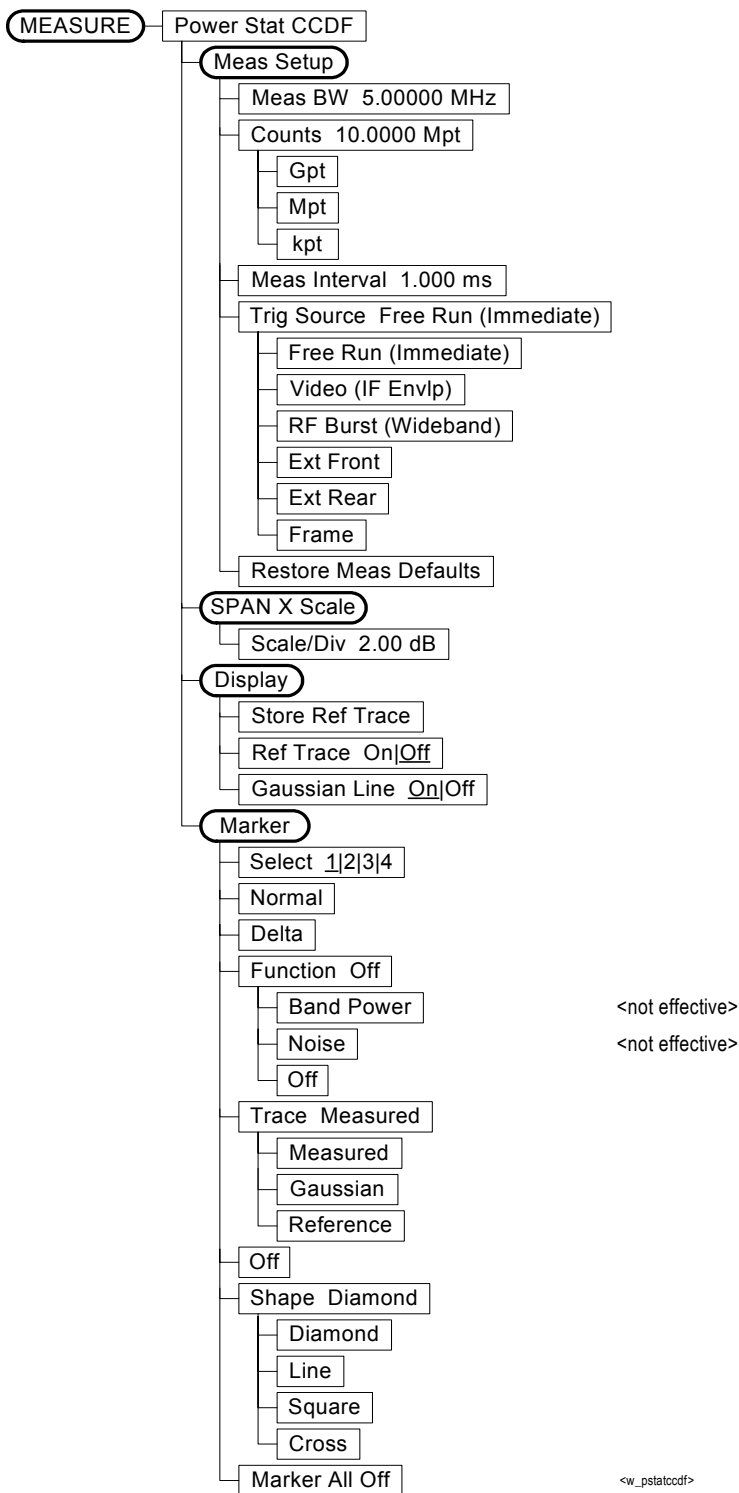 MEASURE Power Stat CCDF
Meas Setup
Meas BW 5.00000 MHz
Counts 10.0000 Mpt
Gpt
Mpt
kpt
Meas Interval 1.000 ms
Trig Source Free Run (Immediate)
Free Run (Immediate)
Video (IF Envlp)
RF Burst (Wideband)
Ext Front
Ext Rear
Frame
Restore Meas Defaults
SPAN X Scale
Scale/Div 2.00 dB
Display
Store Ref Trace
Ref Trace On|Off
Gaussian Line On|Off
Marker
Select 1|2|3|4
Normal
Delta
Function Off
Band Power <not effective>
Noise <not effective>
Off
Trace Measured
Measured
Gaussian
Reference
Off
Shape Diamond
Diamond
Line
Square
Cross
Marker All Off <w_pstatccdf>